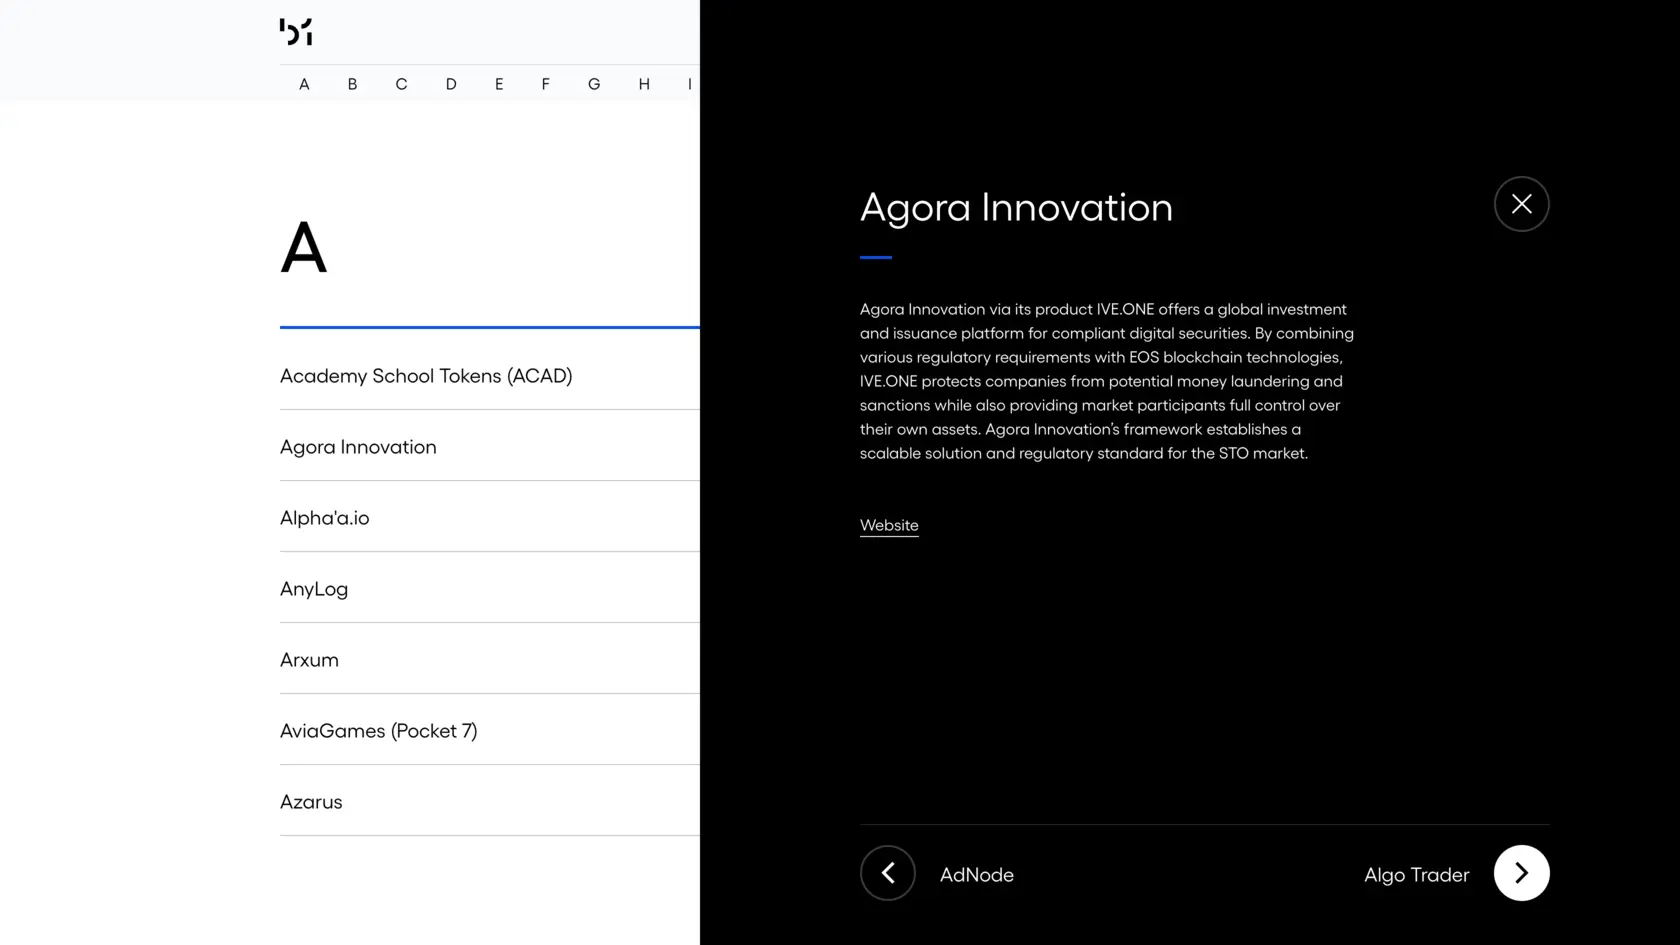 b1
A B C D E F G H I
A
Academy School Tokens (ACAD)
Agora Innovation
Alpha'a.io
AnyLog
Arxum
AviaGames (Pocket 7)
Azarus
Agora Innovation
Agora Innovation via its product IVE.ONE offers a global investment
and issuance platform for compliant digital securities. By combining
various regulatory requirements with EOS blockchain technologies,
IVE.ONE protects companies from potential money laundering and
sanctions while also providing market participants full control over
their own assets. Agora Innovation’s framework establishes a
scalable solution and regulatory standard for the STO market.
Website
AdNode
Algo Trader